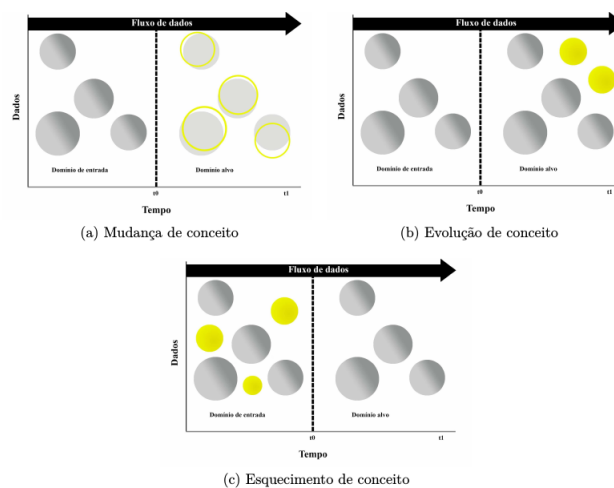 Fluxo de dados
Dados
Domínio de entrada
Domínio alvo
t0
t1
Tempo
(a) Mudança de conceito
Fluxo de dados
Dados
Domínio de entrada
Domínio alvo
t0
t1
Tempo
(b) Evolução de conceito
Fluxo de dados
Dados
Domínio de entrada
Domínio alvo
t0
t1
Tempo
(c) Esquecimento de conceito